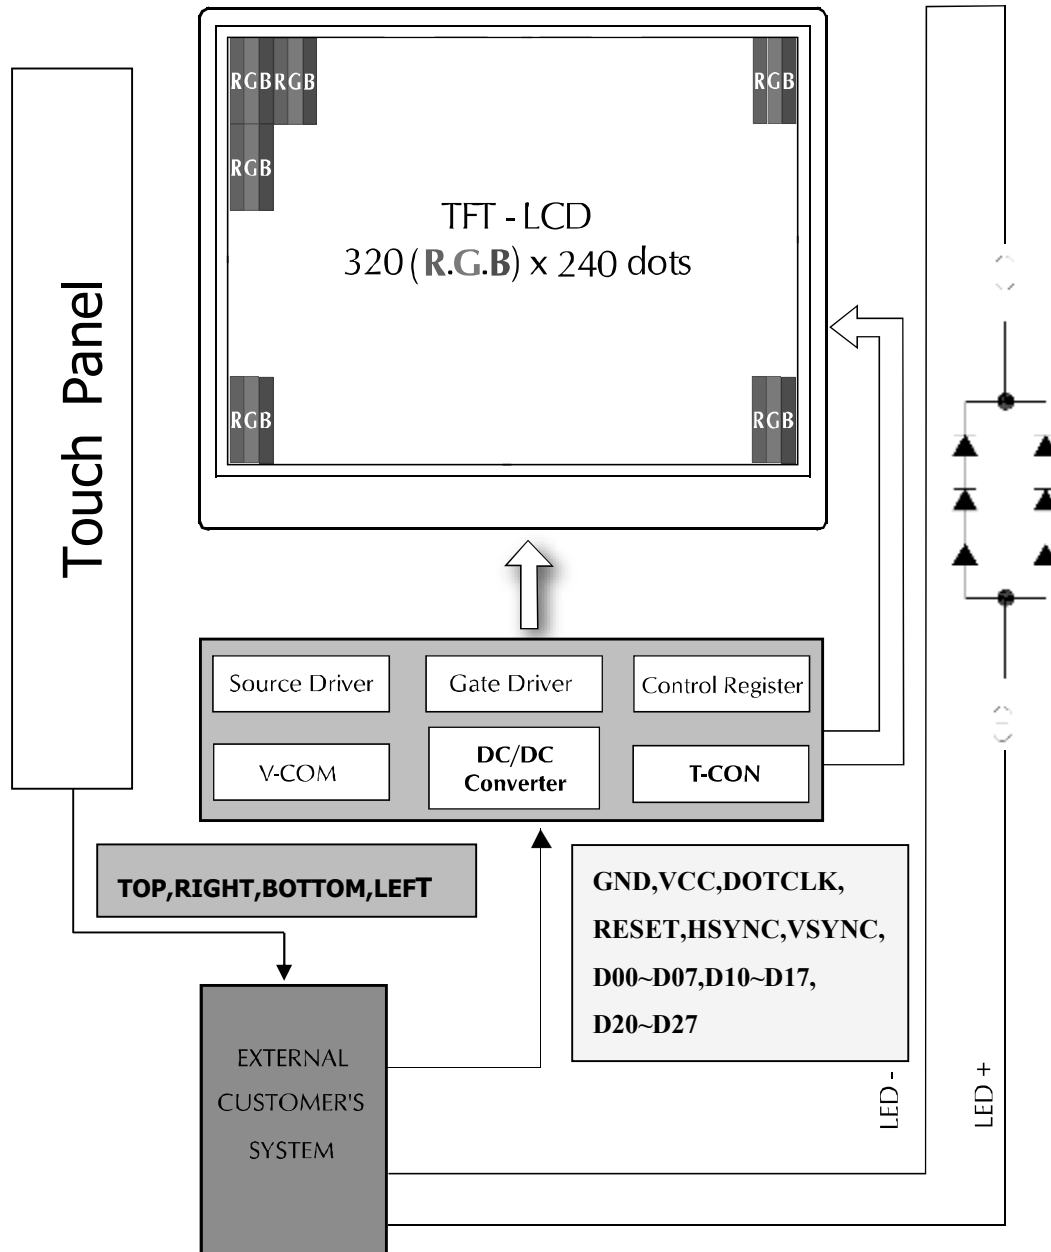 RGBRGB
RGB
RGB
TFT - LCD
320 (R.G.B) x 240 dots
RGB
RGB
Touch Panel
Source Driver
Gate Driver
Control Register
V-COM
DC/DC
Converter
T-CON
TOP,RIGHT,BOTTOM,LEFT
GND,VCC,DOTCLK,
RESET,HSYNC,VSYNC,
D00~D07,D10~D17,
D20~D27
EXTERNAL
CUSTOMER'S
SYSTEM
LED -
LED +